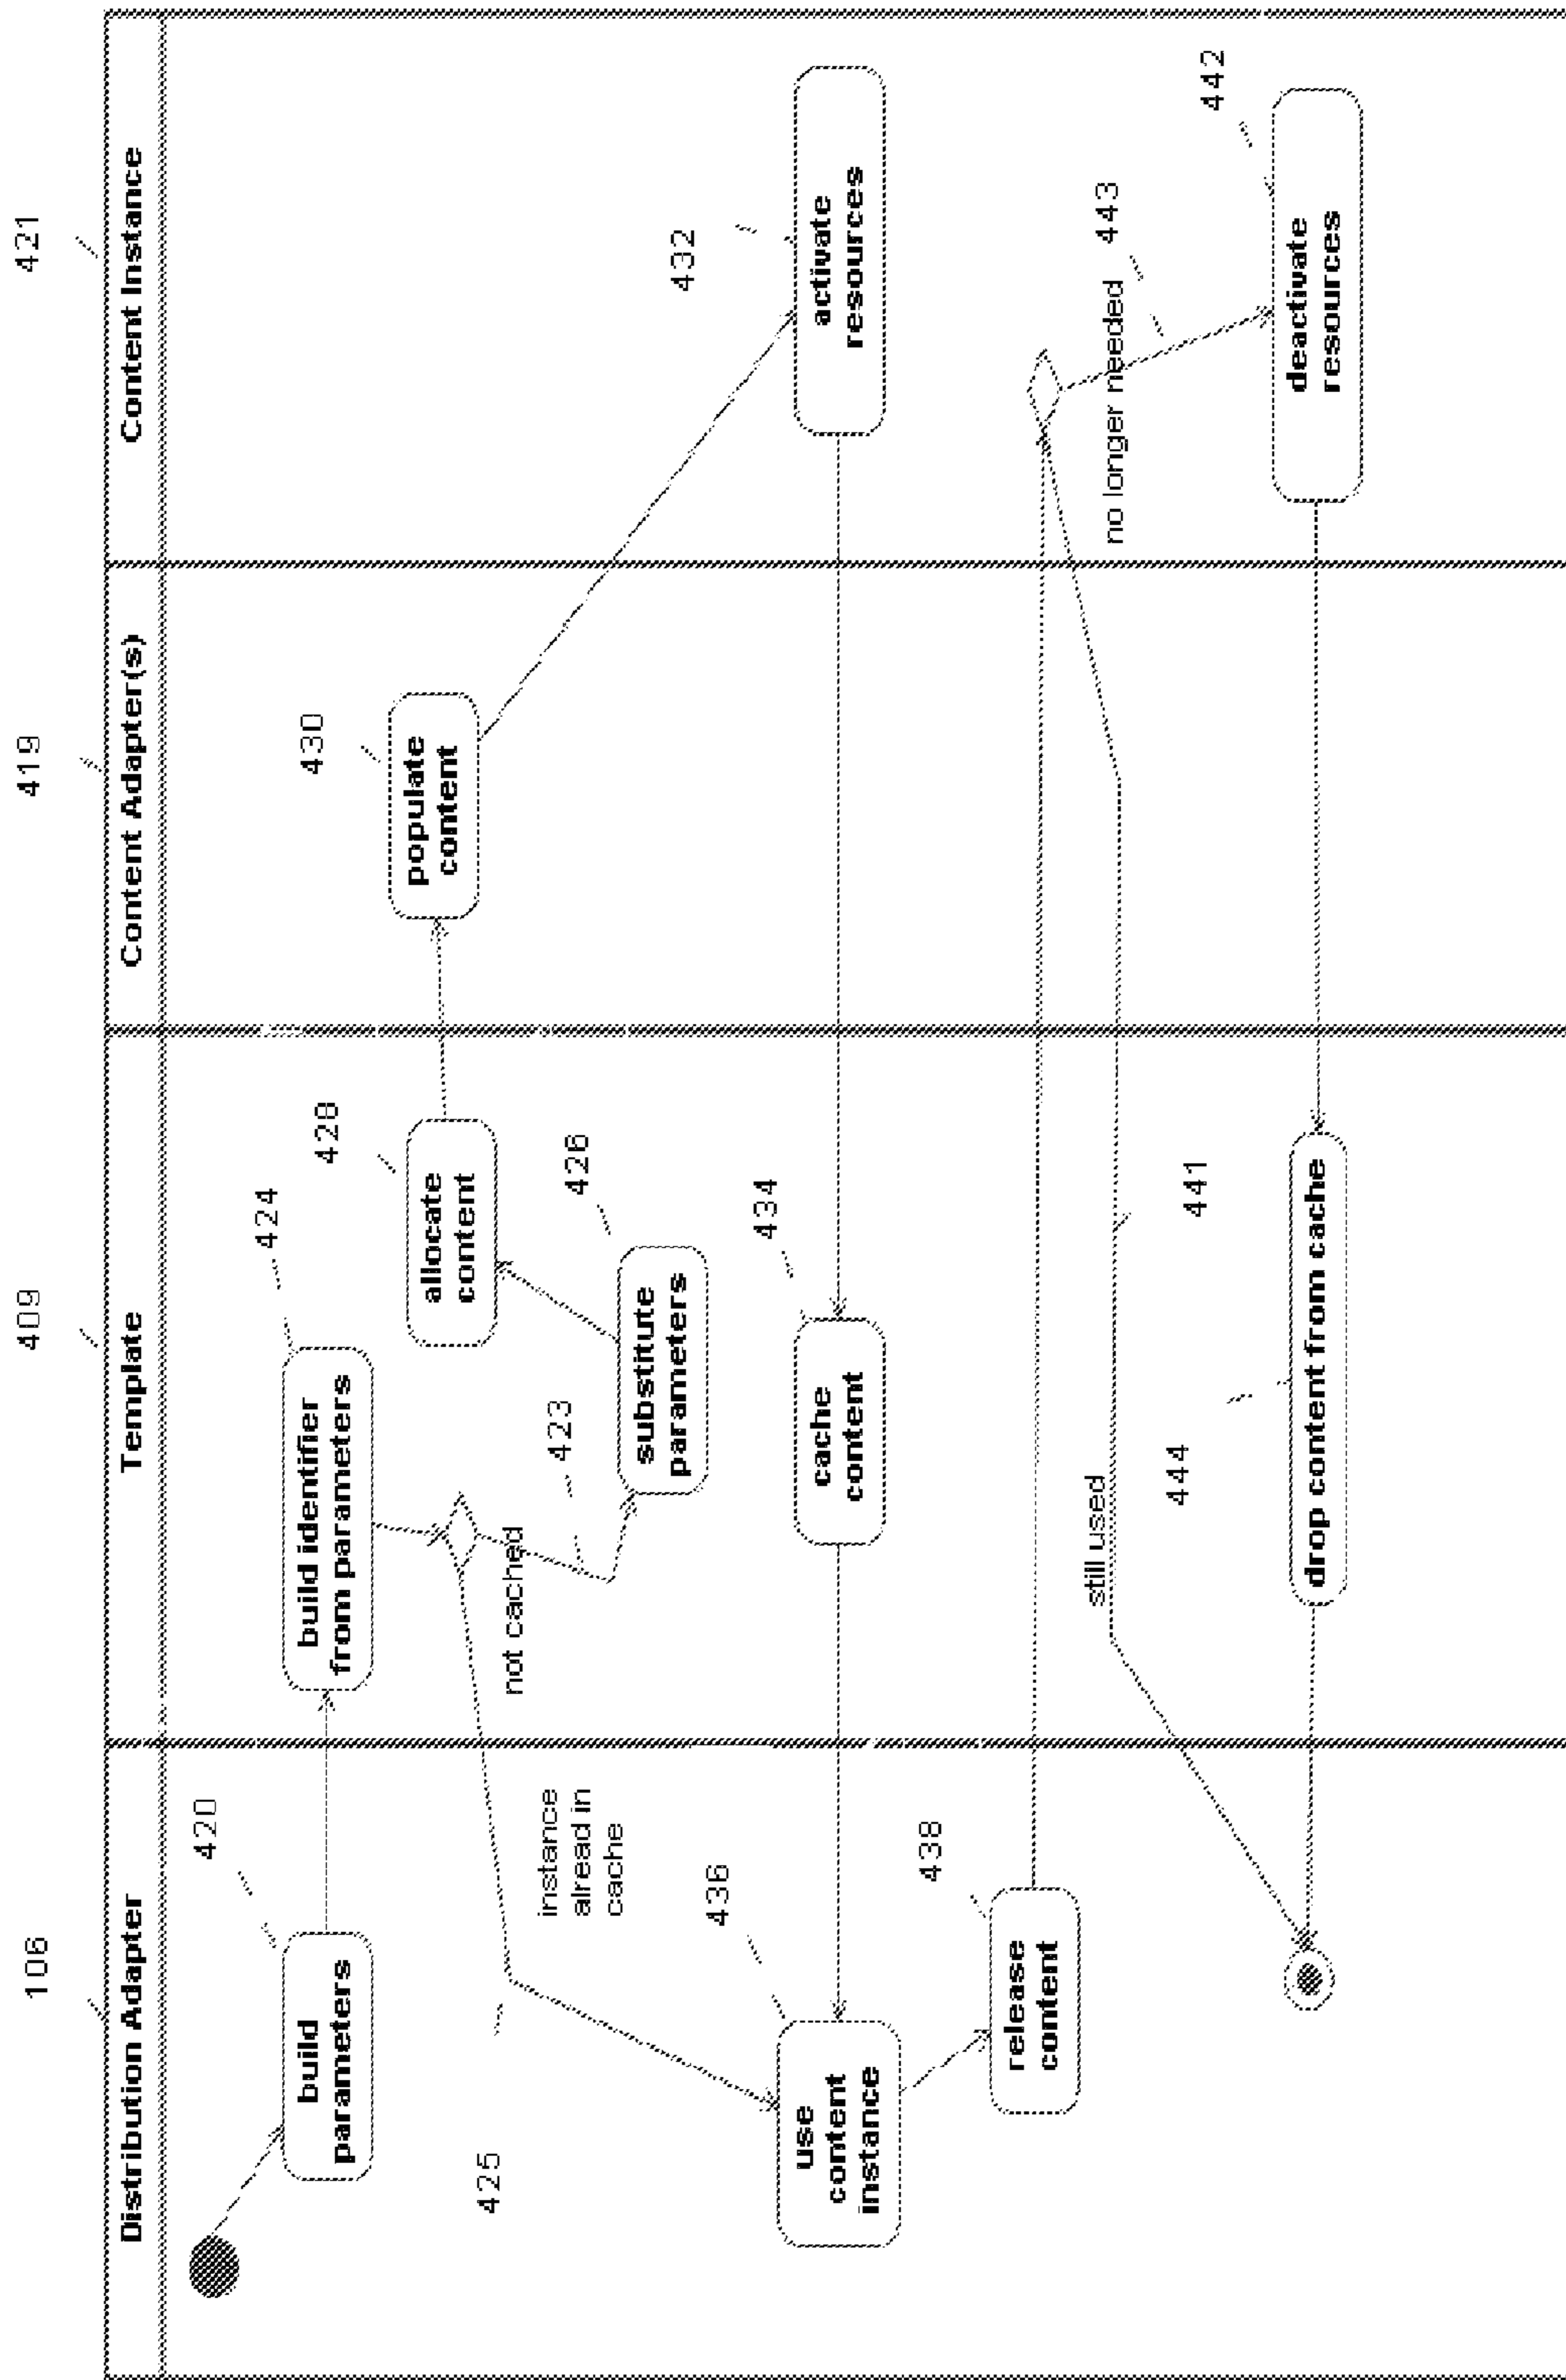 106
409
419
421
Distribution Adapter
Template
Content Adapter(s)
Content Instance
420
build
parameters
424
build identifier
from parameters
428
allocate
content
430
populate
content
not cached
423
426
substitute
parameters
425
instance
alread in
cache
432
activate
resources
434
cache
content
436
use
content
instance
438
release
content
no longer needed
443
still used
441
442
deactivate
resources
444
drop content from cache